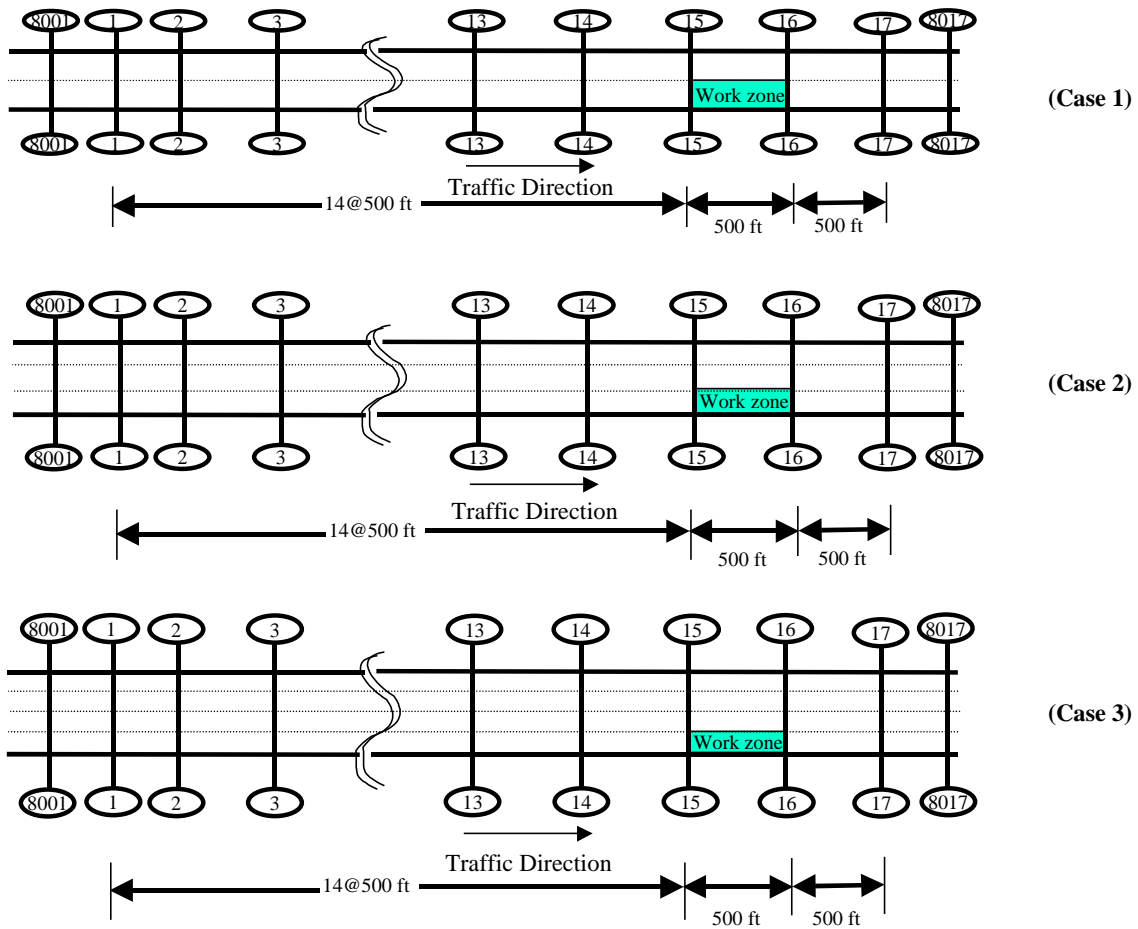 8001 1 2 3 13 14 15 16 17 8017
Work zone
(Case 1)
8001 1 2 3 13 14 15 16 17 8017
Traffic Direction
14@500 ft
500 ft 500 ft
8001 1 2 3 13 14 15 16 17 8017
Work zone
(Case 2)
8001 1 2 3 13 14 15 16 17 8017
Traffic Direction
14@500 ft
500 ft 500 ft
8001 1 2 3 13 14 15 16 17 8017
Work zone
(Case 3)
8001 1 2 3 13 14 15 16 17 8017
Traffic Direction
14@500 ft
500 ft 500 ft